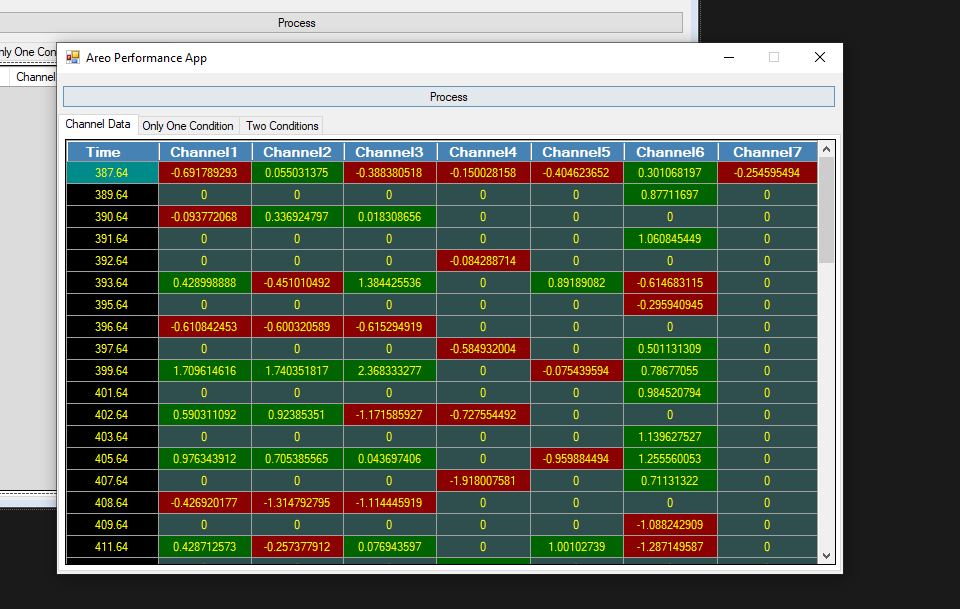 Process
nly One Con
Channel
Areo Performance App
Process
Channel Data Only One Condition Two Conditions
Time Channel1 Channel2 Channel3 Channel4 Channel5 Channel6 Channel7
387.64 -0.691789293 0.055031375 -0.388380518 -0.150028158 -0.404623652 0.301068197 -0.254595494
389.64 0 0 0 0 0 0.87711697 0
390.64 -0.093772068 0.336924797 0.018308656 0 0 0 0
391.64 0 0 0 0 0 1.060845449 0
392.64 0 0 0 -0.084288714 0 0 0
393.64 0.428998888 -0.451010492 1.384425536 0 0.89189082 -0.614683115 0
395.64 0 0 0 0 0 -0.295940945 0
396.64 -0.610842453 -0.600320589 -0.615294919 0 0 0 0
397.64 0 0 0 -0.584932004 0 0.501131309 0
399.64 1.709614616 1.740351817 2.368333277 0 -0.075439594 0.78677055 0
401.64 0 0 0 0 0 0.984520794 0
402.64 0.590311092 0.92385351 -1.171585927 -0.727554492 0 0 0
403.64 0 0 0 0 0 1.139627527 0
405.64 0.976343912 0.705385565 0.043697406 0 -0.959884494 1.255560053 0
407.64 0 0 0 -1.918007581 0 0.71131322 0
408.64 -0.426920177 -1.314792795 -1.114445919 0 0 0 0
409.64 0 0 0 0 0 -1.088242909 0
411.64 0.428712573 -0.257377912 0.076943597 0 1.00102739 -1.287149587 0